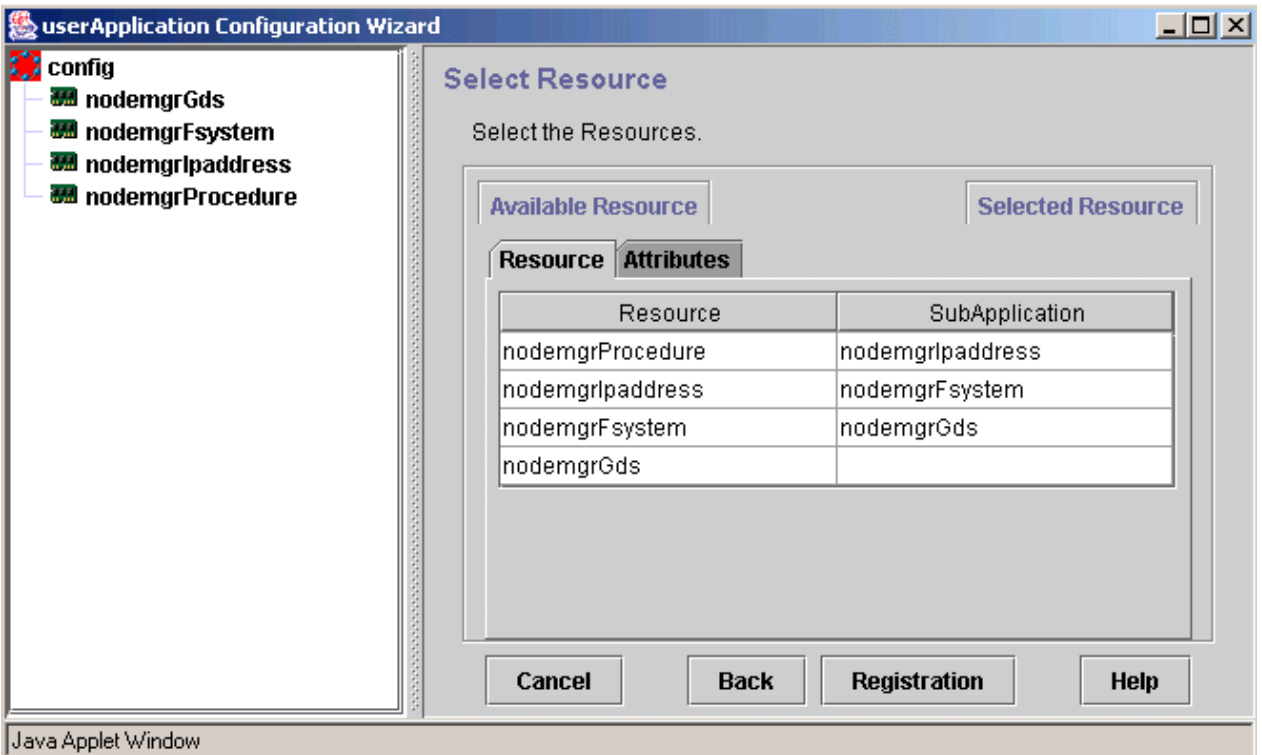 userApplication Configuration Wizard
config
nodemgrGds
nodemgrFsystem
nodemgrIpaddress
nodemgrProcedure
Select Resource
Select the Resources.
Available Resource Selected Resource
Resource Attributes
Resource SubApplication
nodemgrProcedure nodemgrIpaddress
nodemgrIpaddress nodemgrFsystem
nodemgrFsystem nodemgrGds
nodemgrGds
Cancel Back Registration Help
Java Applet Window